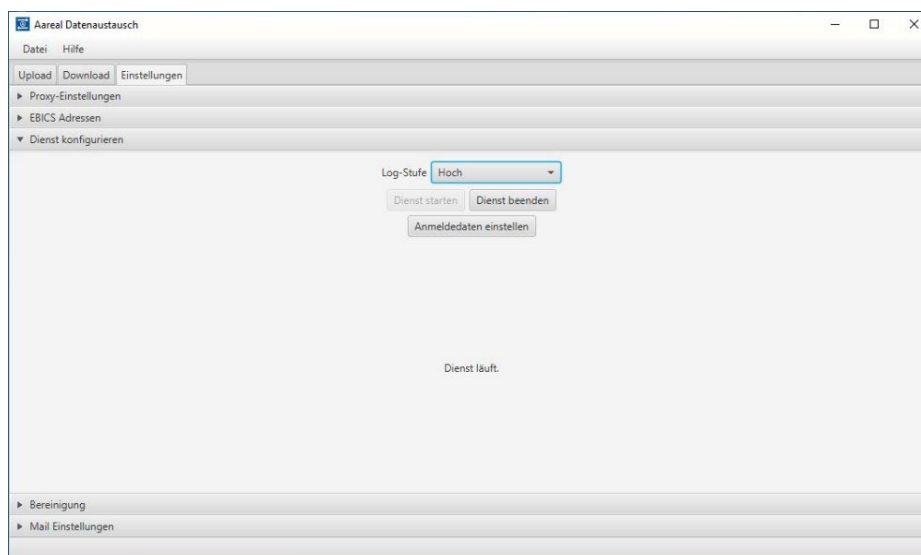 Aareal Datenaustausch
Datei Hilfe
Upload Download Einstellungen
Proxy-Einstellungen
EBICS Adressen
Dienst konfigurieren
Log-Stufe Hoch
Dienst starten Dienst beenden
Anmeldedaten einstellen
Dienst läuft.
Bereinigung
Mail Einstellungen